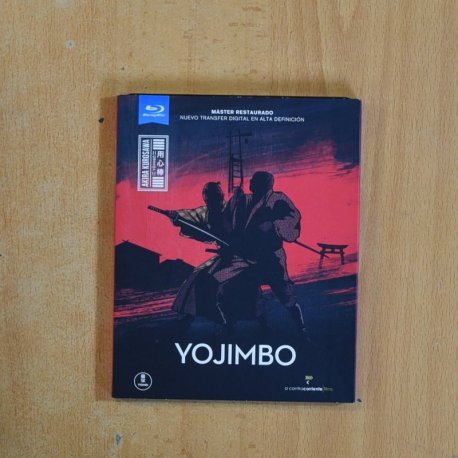 Blu-ray Disc
MÁSTER RESTAURADO
NUEVO TRANSFER DIGITAL EN ALTA DEFINICIÓN
AKIRA KUROSAWA
用心棒
YOJIMBO
TOHO
a contracorriente films